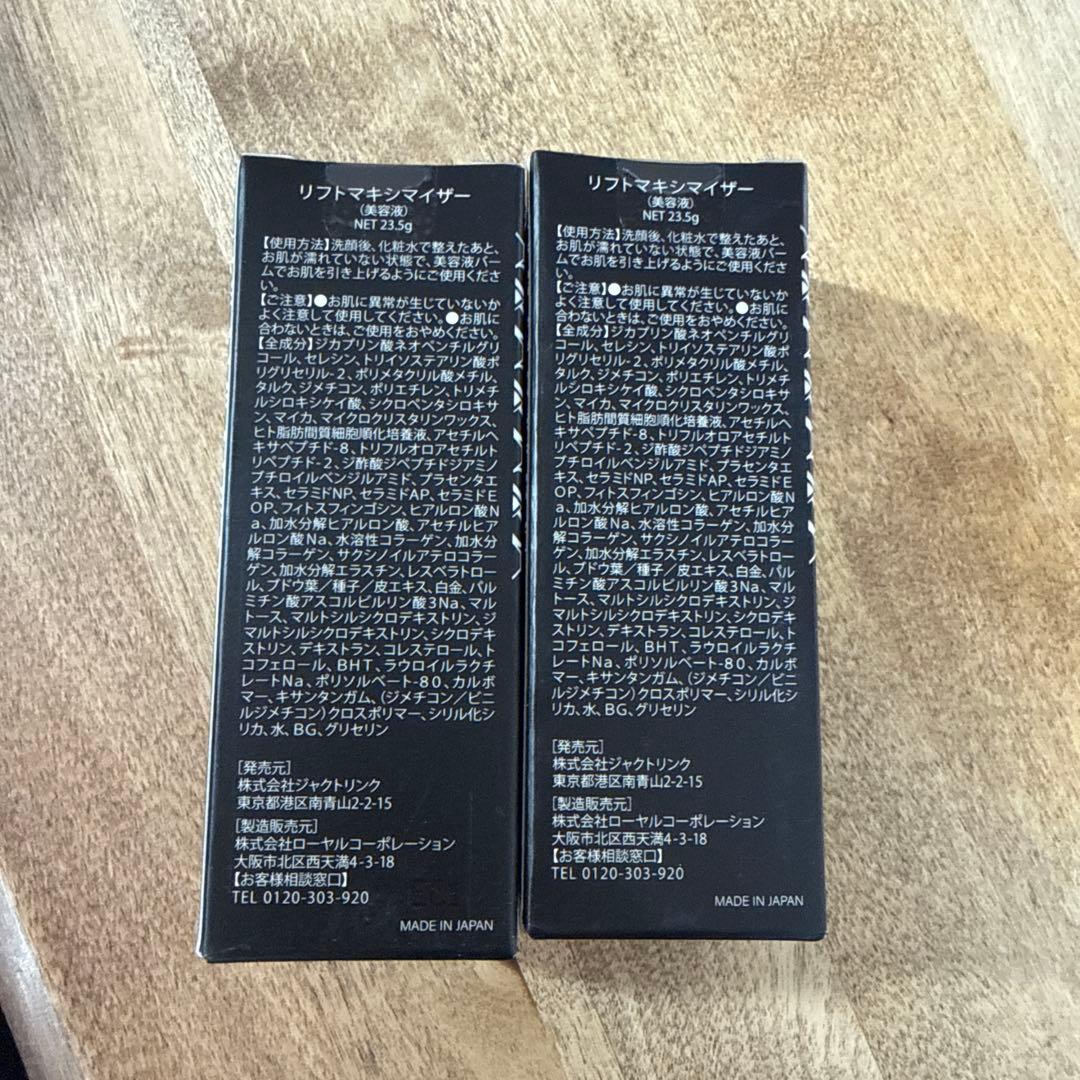 リフトマキシマイザー
(美容液)
NET 23.5g
【使用方法】洗顔後、化粧水で整えたあと、
お肌が濡れていない状態で、美容液バー
ムでお肌を引き上げるようにご使用くださ
い。
【ご注意】●お肌に異常が生じていないか
よく注意して使用してください。●お肌に
合わないときは、ご使用をおやめください。
【全成分】ジカプリン酸ネオペンチルグリ
コール、セレシン、トリイソステアリン酸ポ
リグリセリル-2、ポリメタクリル酸メチル、
タルク、ジメチコン、ポリエチレン、トリメチ
ルシロキシケイ酸、シクロペンタシロキサ
ン、マイカ、マイクロクリスタリンワックス、
ヒト脂肪間質細胞順化培養液、アセチルヘ
キサペプチド-8、トリフルオロアセチルト
リペプチド-2、ジ酢酸ジペプチドジアミノ
ブチロイルベンジルアミド、プラセンタエ
キス、セラミドNP、セラミドAP、セラミドE
OP、フィトスフィンゴシン、ヒアルロン酸N
a、加水分解ヒアルロン酸、アセチルヒア
ルロン酸Na、水溶性コラーゲン、加水分
解コラーゲン、サクシノイルアテロコラー
ゲン、加水分解エラスチン、レスベラトロー
ル、ブドウ葉／種子／皮エキス、白金、パル
ミチン酸アスコルビルリン酸3Na、マル
トース、マルトシルシクロデキストリン、ジ
マルトシルシクロデキストリン、シクロデキ
ストリン、デキストラン、コレステロール、ト
コフェロール、BHT、ラウロイルラクチ
レートNa、ポリソルベート-80、カルボ
マー、キサンタンガム、(ジメチコン／ビニ
ルジメチコン)クロスポリマー、シリル化シ
リカ、水、BG、グリセリン
[発売元]
株式会社ジャクトリンク
東京都港区南青山2-2-15
[製造販売元]
株式会社ローヤルコーポレーション
大阪市北区西天満4-3-18
【お客様相談窓口】
TEL 0120-303-920
MADE IN JAPAN
リフトマキシマイザー
(美容液)
NET 23.5g
【使用方法】洗顔後、化粧水で整えたあと、
お肌が濡れていない状態で、美容液バー
ムでお肌を引き上げるようにご使用くださ
い。
【ご注意】●お肌に異常が生じていないか
よく注意して使用してください。●お肌に
合わないときは、ご使用をおやめください。
【全成分】ジカプリン酸ネオペンチルグリ
コール、セレシン、トリイソステアリン酸ポ
リグリセリル-2、ポリメタクリル酸メチル、
タルク、ジメチコン、ポリエチレン、トリメチ
ルシロキシケイ酸、シクロペンタシロキサ
ン、マイカ、マイクロクリスタリンワックス、
ヒト脂肪間質細胞順化培養液、アセチルヘ
キサペプチド-8、トリフルオロアセチルト
リペプチド-2、ジ酢酸ジペプチドジアミノ
ブチロイルベンジルアミド、プラセンタエ
キス、セラミドNP、セラミドAP、セラミドE
OP、フィトスフィンゴシン、ヒアルロン酸N
a、加水分解ヒアルロン酸、アセチルヒア
ルロン酸Na、水溶性コラーゲン、加水分
解コラーゲン、サクシノイルアテロコラー
ゲン、加水分解エラスチン、レスベラトロー
ル、ブドウ葉／種子／皮エキス、白金、パル
ミチン酸アスコルビルリン酸3Na、マル
トース、マルトシルシクロデキストリン、ジ
マルトシルシクロデキストリン、シクロデキ
ストリン、デキストラン、コレステロール、ト
コフェロール、BHT、ラウロイルラクチ
レートNa、ポリソルベート-80、カルボ
マー、キサンタンガム、(ジメチコン／ビニ
ルジメチコン)クロスポリマー、シリル化シ
リカ、水、BG、グリセリン
[発売元]
株式会社ジャクトリンク
東京都港区南青山2-2-15
[製造販売元]
株式会社ローヤルコーポレーション
大阪市北区西天満4-3-18
【お客様相談窓口】
TEL 0120-303-920
MADE IN JAPAN